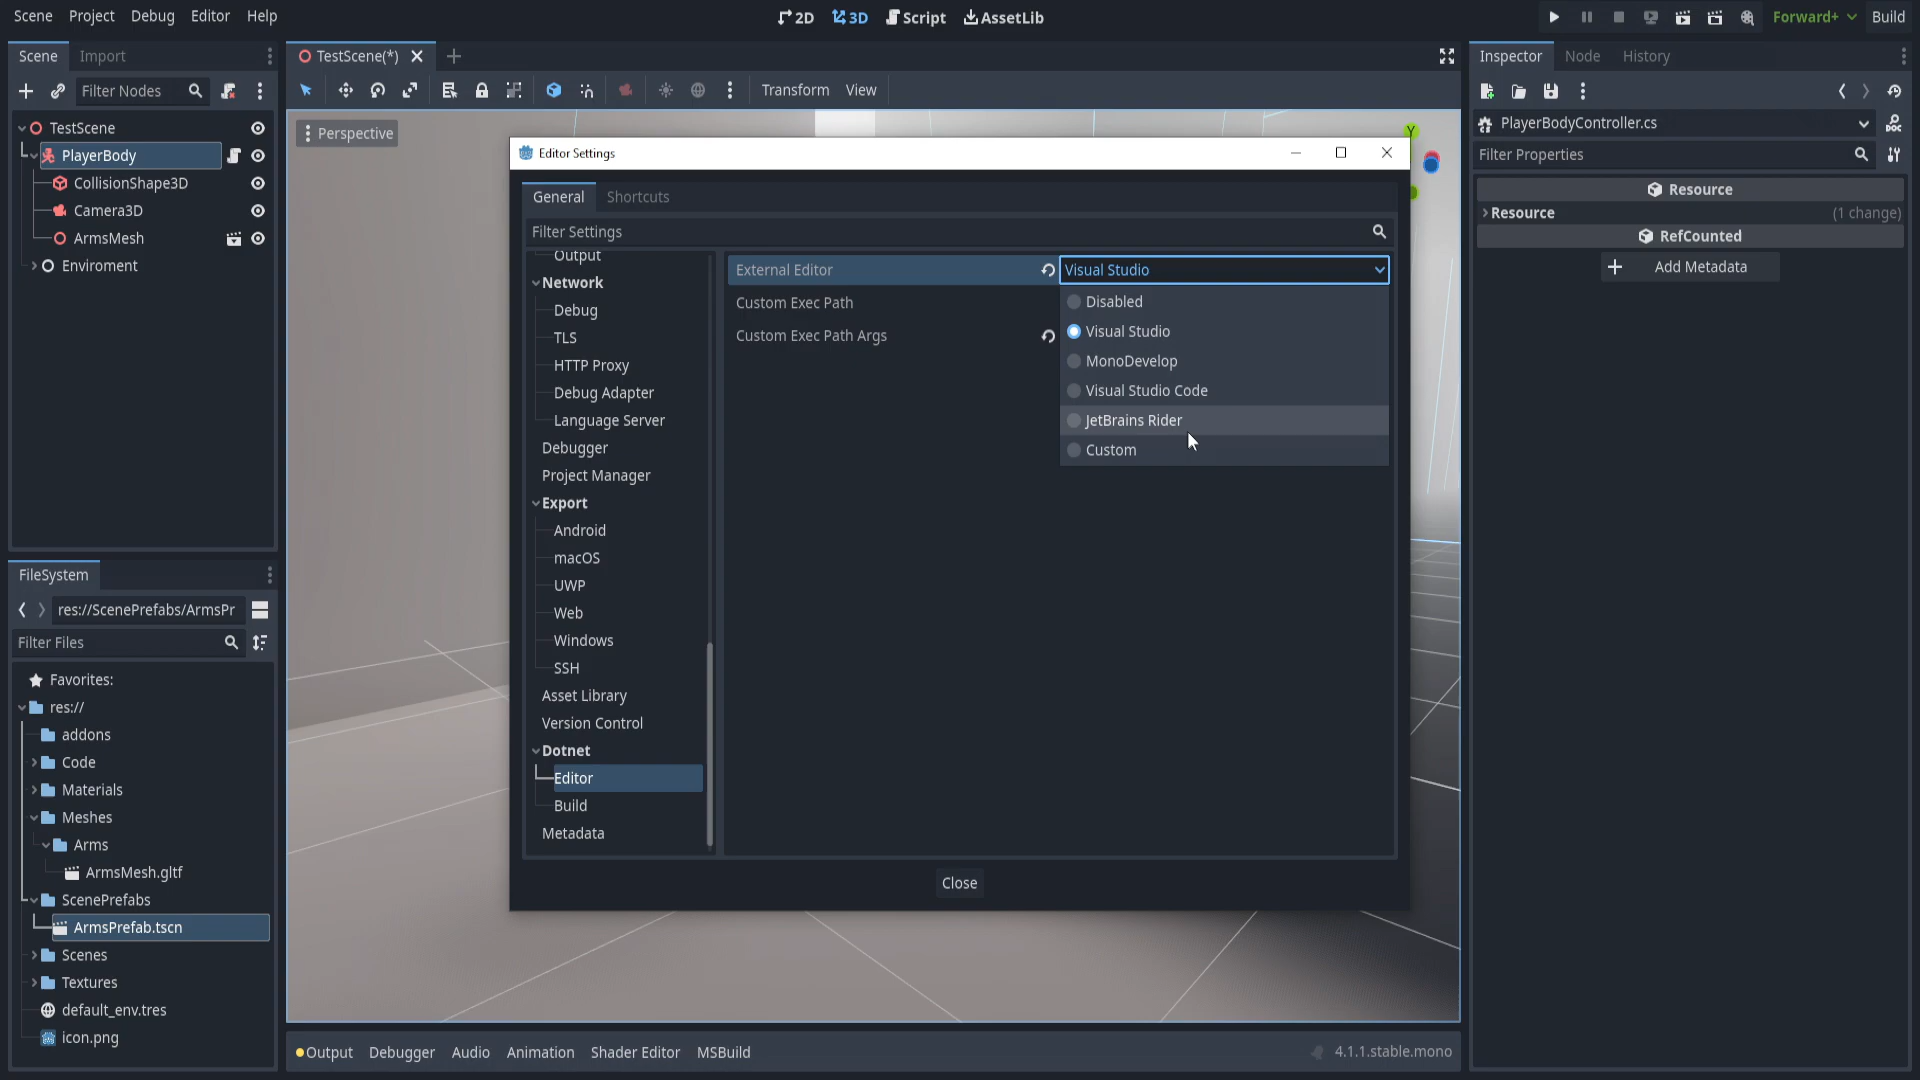 Scene Project Debug Editor Help
2D 3D Script AssetLib
Forward+ Build
Scene Import
Filter Nodes
TestScene
PlayerBody
CollisionShape3D
Camera3D
ArmsMesh
Enviroment
FileSystem
res://ScenePrefabs/ArmsPr
Filter Files
Favorites:
res://
addons
Code
Materials
Meshes
Arms
ArmsMesh.gltf
ScenePrefabs
ArmsPrefab.tscn
Scenes
Textures
default_env.tres
icon.png
TestScene(*)
Transform View
Perspective
Y
Editor Settings
General Shortcuts
Filter Settings
Output
Network
Debug
TLS
HTTP Proxy
Debug Adapter
Language Server
Debugger
Project Manager
Export
Android
macOS
UWP
Web
Windows
SSH
Asset Library
Version Control
Dotnet
Editor
Build
Metadata
External Editor Visual Studio
Custom Exec Path
Custom Exec Path Args
Disabled
Visual Studio
MonoDevelop
Visual Studio Code
JetBrains Rider
Custom
Close
Output Debugger Audio Animation Shader Editor MSBuild
4.1.1.stable.mono
Inspector Node History
PlayerBodyController.cs
Filter Properties
Resource
Resource (1 change)
RefCounted
Add Metadata